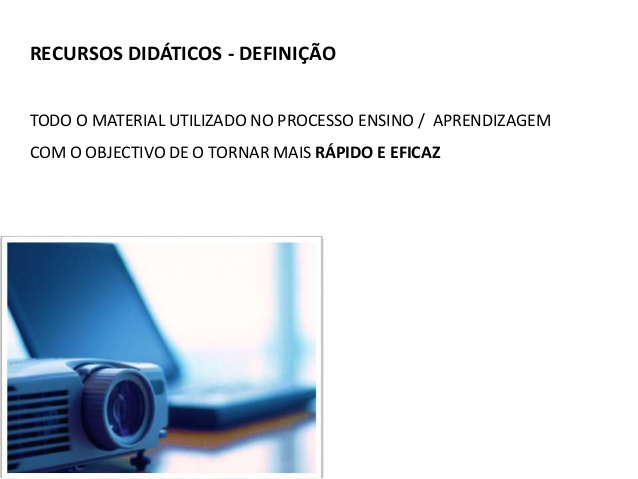 RECURSOS DIDÁTICOS - DEFINIÇÃO
TODO O MATERIAL UTILIZADO NO PROCESSO ENSINO / APRENDIZAGEM
COM O OBJECTIVO DE O TORNAR MAIS RÁPIDO E EFICAZ